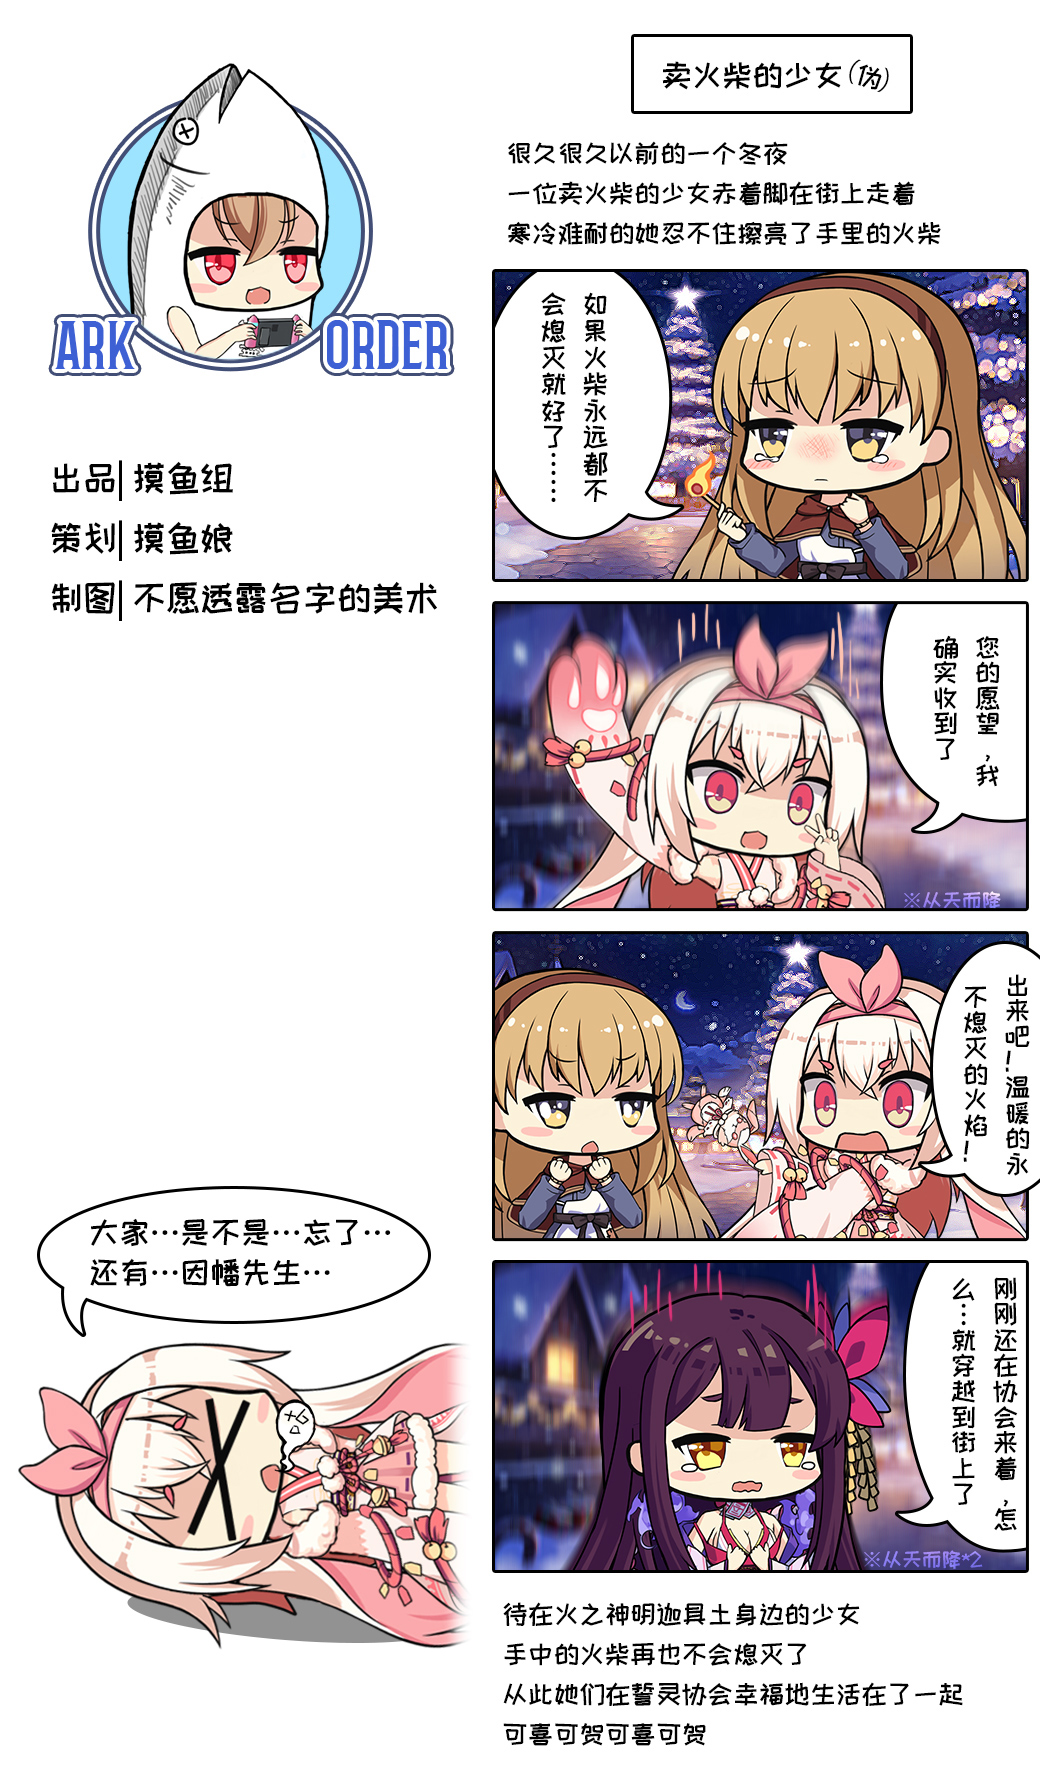 ARK ORDER
出品|摸鱼组
策划|摸鱼娘
制图|不愿透露名字的美术
卖火柴的少女(伪)
很久很久以前的一个冬夜
一位卖火柴的少女赤着脚在街上走着
寒冷难耐的她忍不住擦亮了手里的火柴
如果火柴永远都不
会熄灭就好了……
您的愿望,我
确实收到了
※从天而降
出来吧!温暖的永
不熄灭的火焰!
刚刚还在协会来着,怎
么…就穿越到街上了
※从天而降*2
待在火之神明迦具土身边的少女
手中的火柴再也不会熄灭了
从此她们在誓灵协会幸福地生活在了一起
可喜可贺可喜可贺
大家…是不是…忘了…
还有…因幡先生…